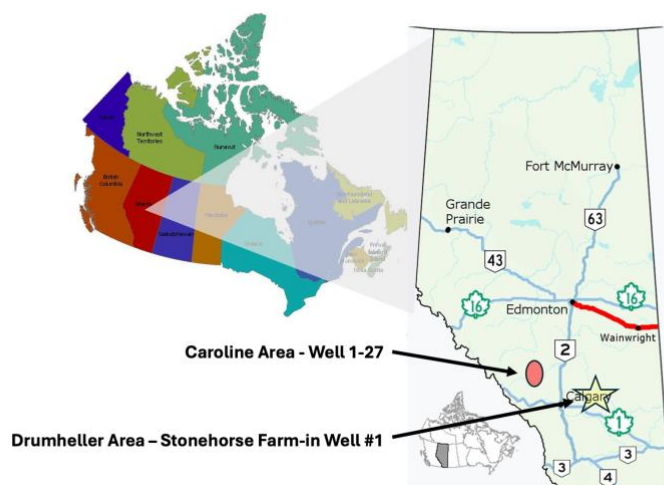 Northwest
Territories
Nunavut
British
Columbia
Fort McMurray
Grande
Prairie
63
43
16
16
Edmonton
Wainwright
2
Caroline Area - Well 1-27
Calgary
Drumheller Area – Stonehorse Farm-in Well #1
1
3
3
4